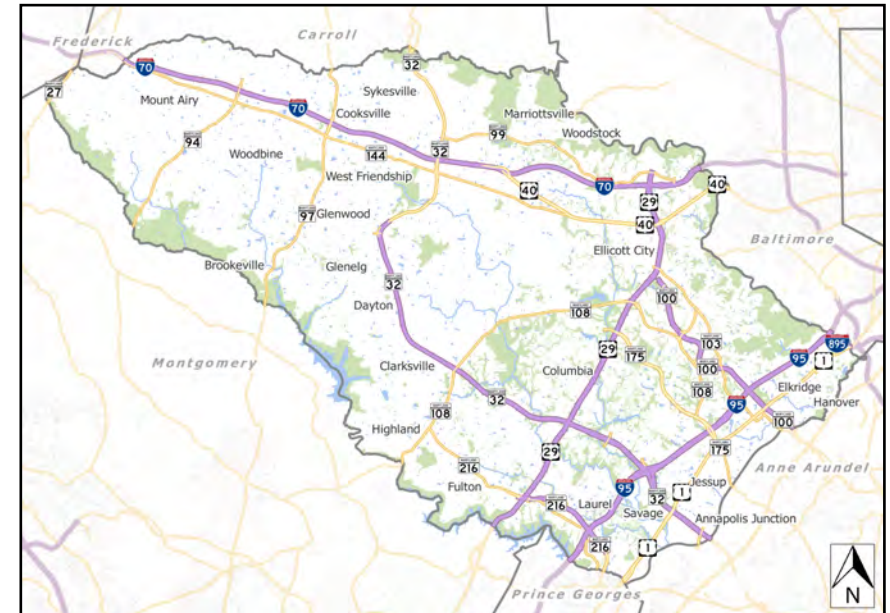 Frederick
Carroll
32
70
27
Mount Airy
Sykesville
70
Cooksville
Marriottsville
99
Woodstock
94
32
144
Woodbine
West Friendship
40
70
40
29
97
Glenwood
40
Ellicott City
Baltimore
Brookeville
Glenelg
32
100
Dayton
108
103
895
95
1
Montgomery
29
175
Clarksville
Columbia
100
Elkridge
32
108
95
Hanover
108
100
Highland
29
175
Anne Arundel
216
Fulton
95
Jessup
Laurel
32
1
216
Savage
Annapolis Junction
216
1
Prince Georges
N